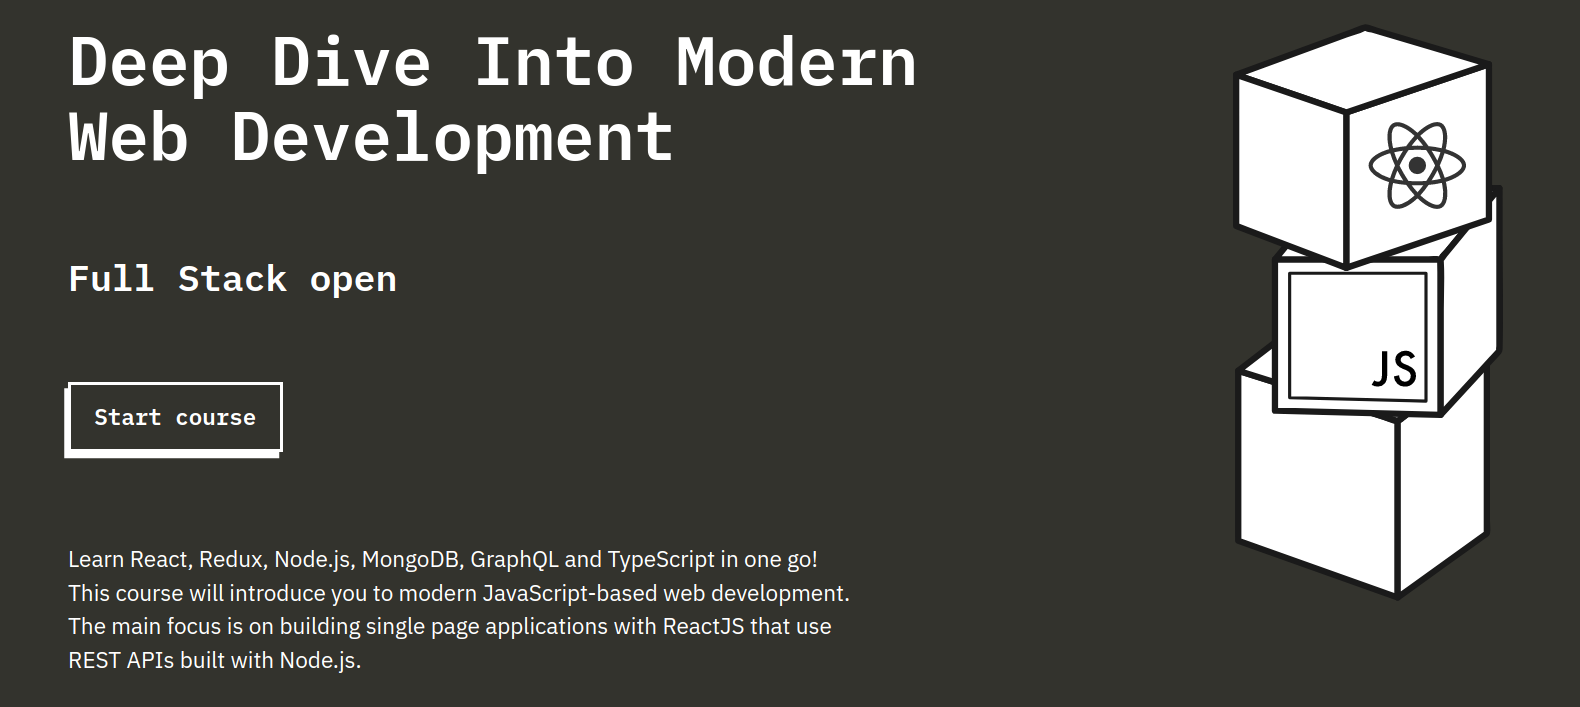 Deep Dive Into Modern
Web Development
Full Stack open
Start course
Learn React, Redux, Node.js, MongoDB, GraphQL and TypeScript in one go!
This course will introduce you to modern JavaScript-based web development.
The main focus is on building single page applications with ReactJS that use
REST APIs built with Node.js.
JS